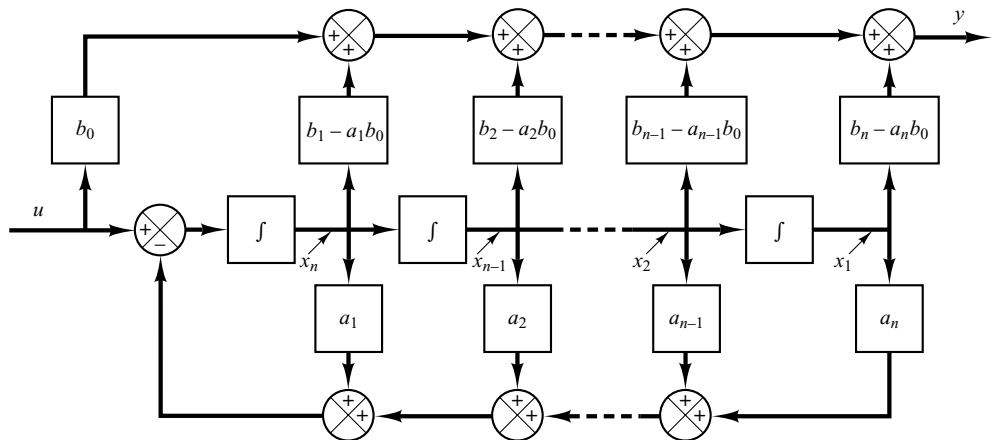 y
+ + + + + + + +
b₀ b₁ – a₁b₀ b₂ – a₂b₀ bₙ₋₁ – aₙ₋₁b₀ bₙ – aₙb₀
u + – ∫ ∫ ∫
xₙ xₙ₋₁ x₂ x₁
a₁ a₂ aₙ₋₁ aₙ
+ + + + + +